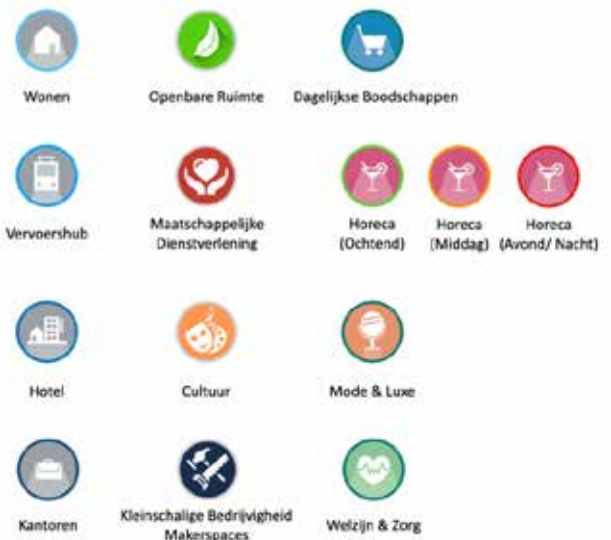 Wonen
Openbare Ruimte
Dagelijkse Boodschappen
Vervoershub
Maatschappelijke
Dienstverlening
Horeca
(Ochtend)
Horeca
(Middag)
Horeca
(Avond/ Nacht)
Hotel
Cultuur
Mode & Luxe
Kantoren
Kleinschalige Bedrijvigheid
Makerspaces
Welzijn & Zorg